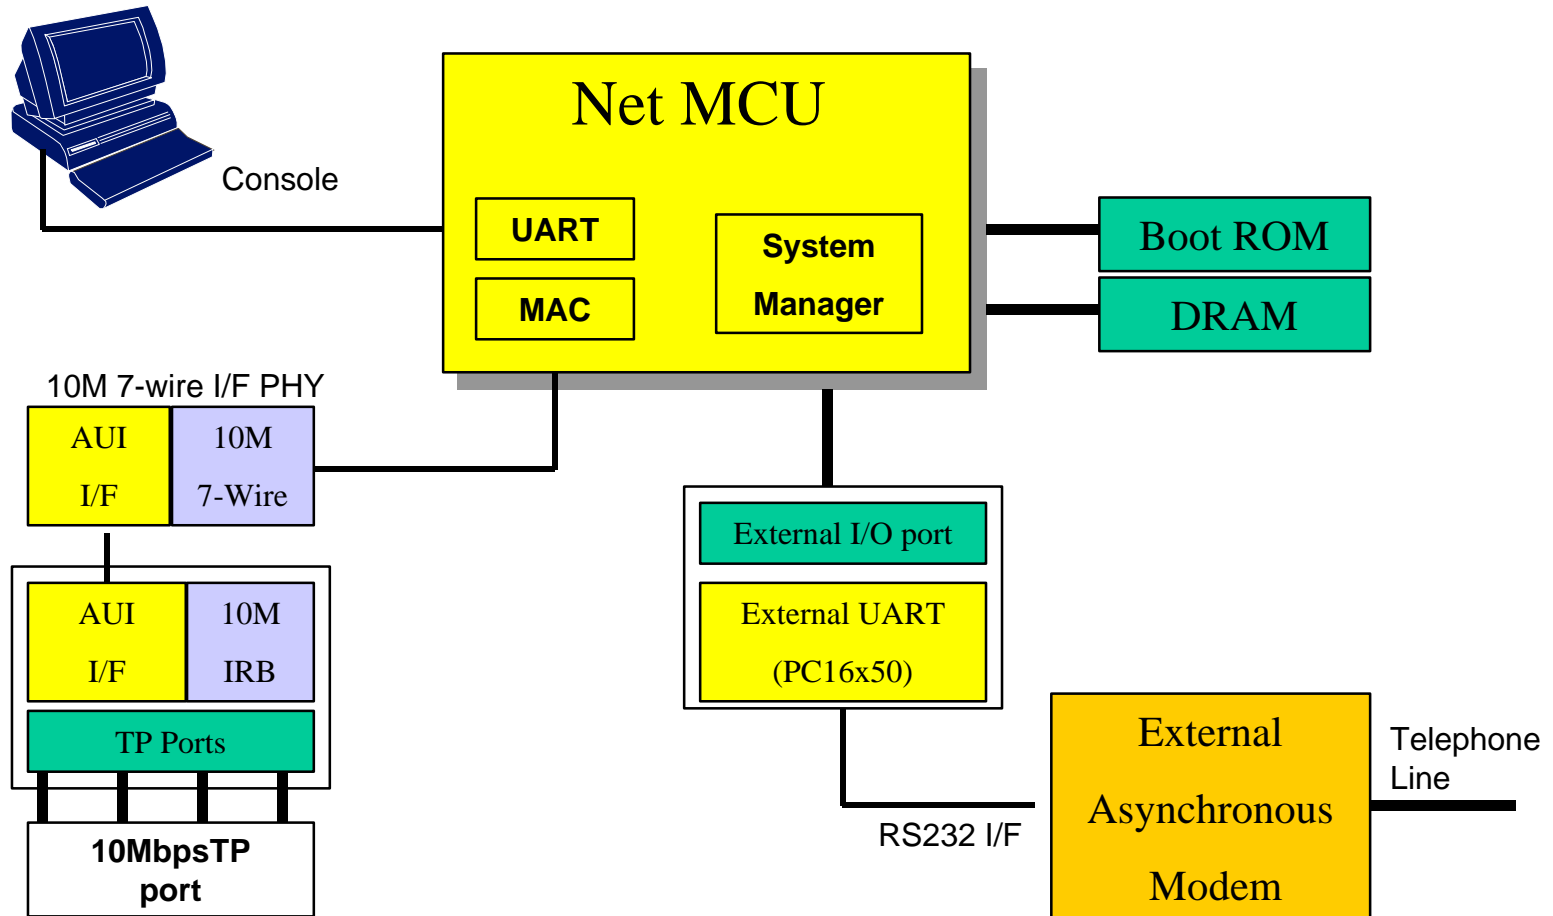 Net MCU
Console
UART
MAC
System
Manager
Boot ROM
DRAM
10M 7-wire I/F PHY
AUI
I/F
10M
7-Wire
AUI
I/F
10M
IRB
TP Ports
10MbpsTP
port
External I/O port
External UART
(PC16x50)
RS232 I/F
External
Asynchronous
Modem
Telephone
Line